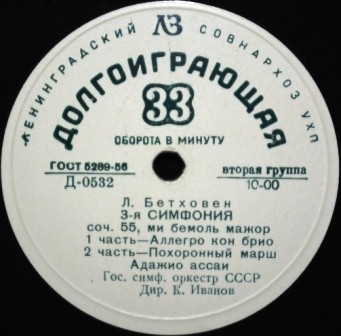 ЛЕНИНГРАДСКИЙ ЛЗ СОВНАРХОЗ УХП
ДОЛГОИГРАЮЩАЯ
33
ОБОРОТА В МИНУТУ
ГОСТ 5289-56 вторая группа
Д-0532 10-00
Л. Бетховен
3-я СИМФОНИЯ
соч. 55, ми бемоль мажор
1 часть—Аллегро кон брио
2 часть—Похоронный марш
Адажио ассаи
Гос. симф. оркестр СССР
Дир. К. Иванов